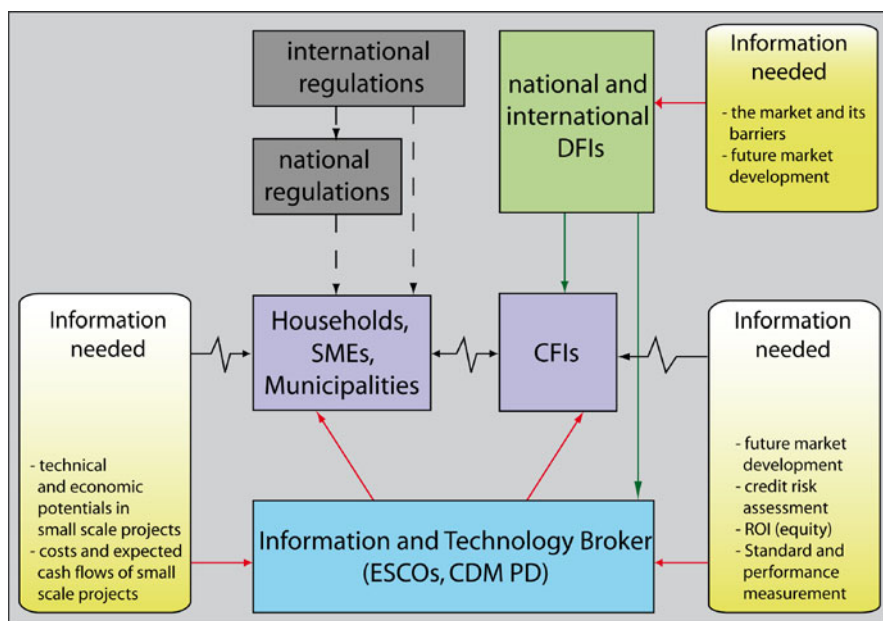 international
regulations
national
regulations
national and
international
DFIs
Information
needed
- the market and its
barriers
- future market
development
Information
needed
- technical
and economic
potentials in
small scale projects
- costs and expected
cash flows of small
scale projects
Households,
SMEs,
Municipalities
CFIs
Information
needed
- future market
development
- credit risk
assessment
- ROI (equity)
- Standard and
performance
measurement
Information and Technology Broker
(ESCOs, CDM PD)